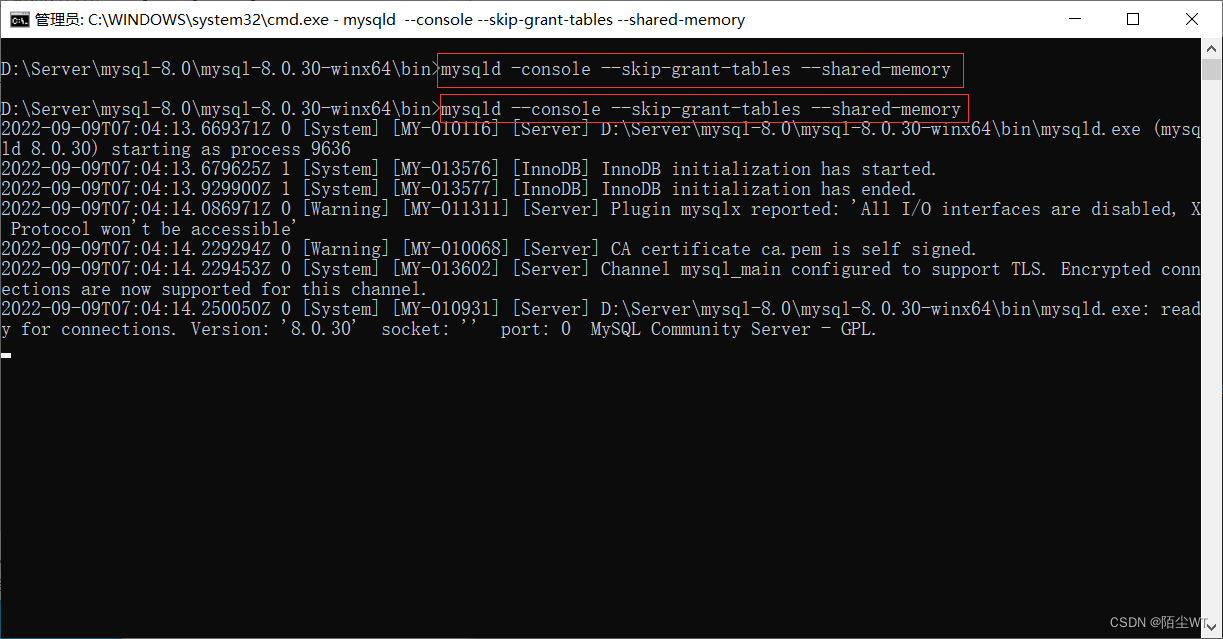 管理员: C:\WINDOWS\system32\cmd.exe - mysqld  --console --skip-grant-tables --shared-memory
D:\Server\mysql-8.0\mysql-8.0.30-winx64\bin>mysqld -console --skip-grant-tables --shared-memory
D:\Server\mysql-8.0\mysql-8.0.30-winx64\bin>mysqld --console --skip-grant-tables --shared-memory
2022-09-09T07:04:13.669371Z 0 [System] [MY-010116] [Server] D:\Server\mysql-8.0\mysql-8.0.30-winx64\bin\mysqld.exe (mysq
ld 8.0.30) starting as process 9636
2022-09-09T07:04:13.679625Z 1 [System] [MY-013576] [InnoDB] InnoDB initialization has started.
2022-09-09T07:04:13.929900Z 1 [System] [MY-013577] [InnoDB] InnoDB initialization has ended.
2022-09-09T07:04:14.086971Z 0 [Warning] [MY-011311] [Server] Plugin mysqlx reported: 'All I/O interfaces are disabled, X
 Protocol won't be accessible'
2022-09-09T07:04:14.229294Z 0 [Warning] [MY-010068] [Server] CA certificate ca.pem is self signed.
2022-09-09T07:04:14.229453Z 0 [System] [MY-013602] [Server] Channel mysql_main configured to support TLS. Encrypted conn
ections are now supported for this channel.
2022-09-09T07:04:14.250050Z 0 [System] [MY-010931] [Server] D:\Server\mysql-8.0\mysql-8.0.30-winx64\bin\mysqld.exe: read
y for connections. Version: '8.0.30'  socket: ''  port: 0  MySQL Community Server - GPL.
CSDN @陌尘WT